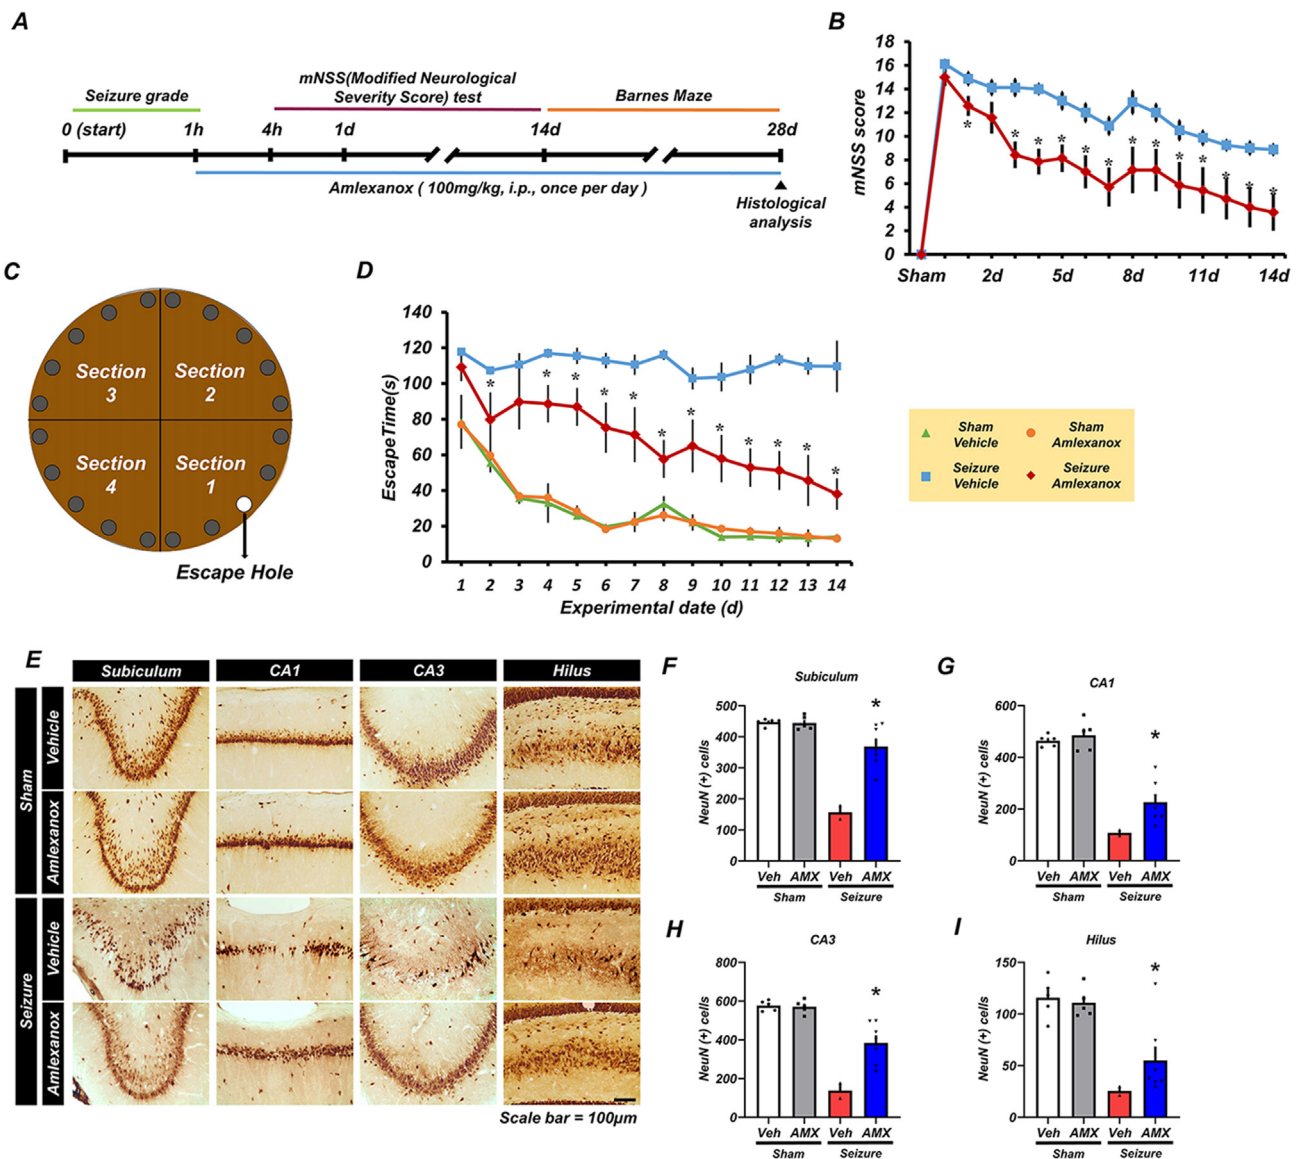 A
Seizure grade
mNSS(Modified Neurological
Severity Score) test
Barnes Maze
0 (start) 1h 4h 1d 14d 28d
Amlexanox ( 100mg/kg, i.p., once per day )
Histological
analysis
B
mNSS score
18
16
14
12
10
8
6
4
2
0
* * * * * * * * * * * * *
Sham 2d 5d 8d 11d 14d
C
Section
3
Section
2
Section
4
Section
1
Escape Hole
D
EscapeTime(s)
140
120
100
80
60
40
20
0
* * * * * * * * * * * *
1 2 3 4 5 6 7 8 9 10 11 12 13 14
Experimental date (d)
Sham
Vehicle
Sham
Amlexanox
Seizure
Vehicle
Seizure
Amlexanox
E
Subiculum CA1 CA3 Hilus
Sham
Vehicle
Amlexanox
Seizure
Vehicle
Amlexanox
Scale bar = 100μm
F
Subiculum
NeuN (+) cells
500
400
300
200
100
0
*
Veh AMX Veh AMX
Sham Seizure
G
CA1
NeuN (+) cells
600
400
200
0
*
Veh AMX Veh AMX
Sham Seizure
H
CA3
NeuN (+) cells
800
600
400
200
0
*
Veh AMX Veh AMX
Sham Seizure
I
Hilus
NeuN (+) cells
150
100
50
0
*
Veh AMX Veh AMX
Sham Seizure